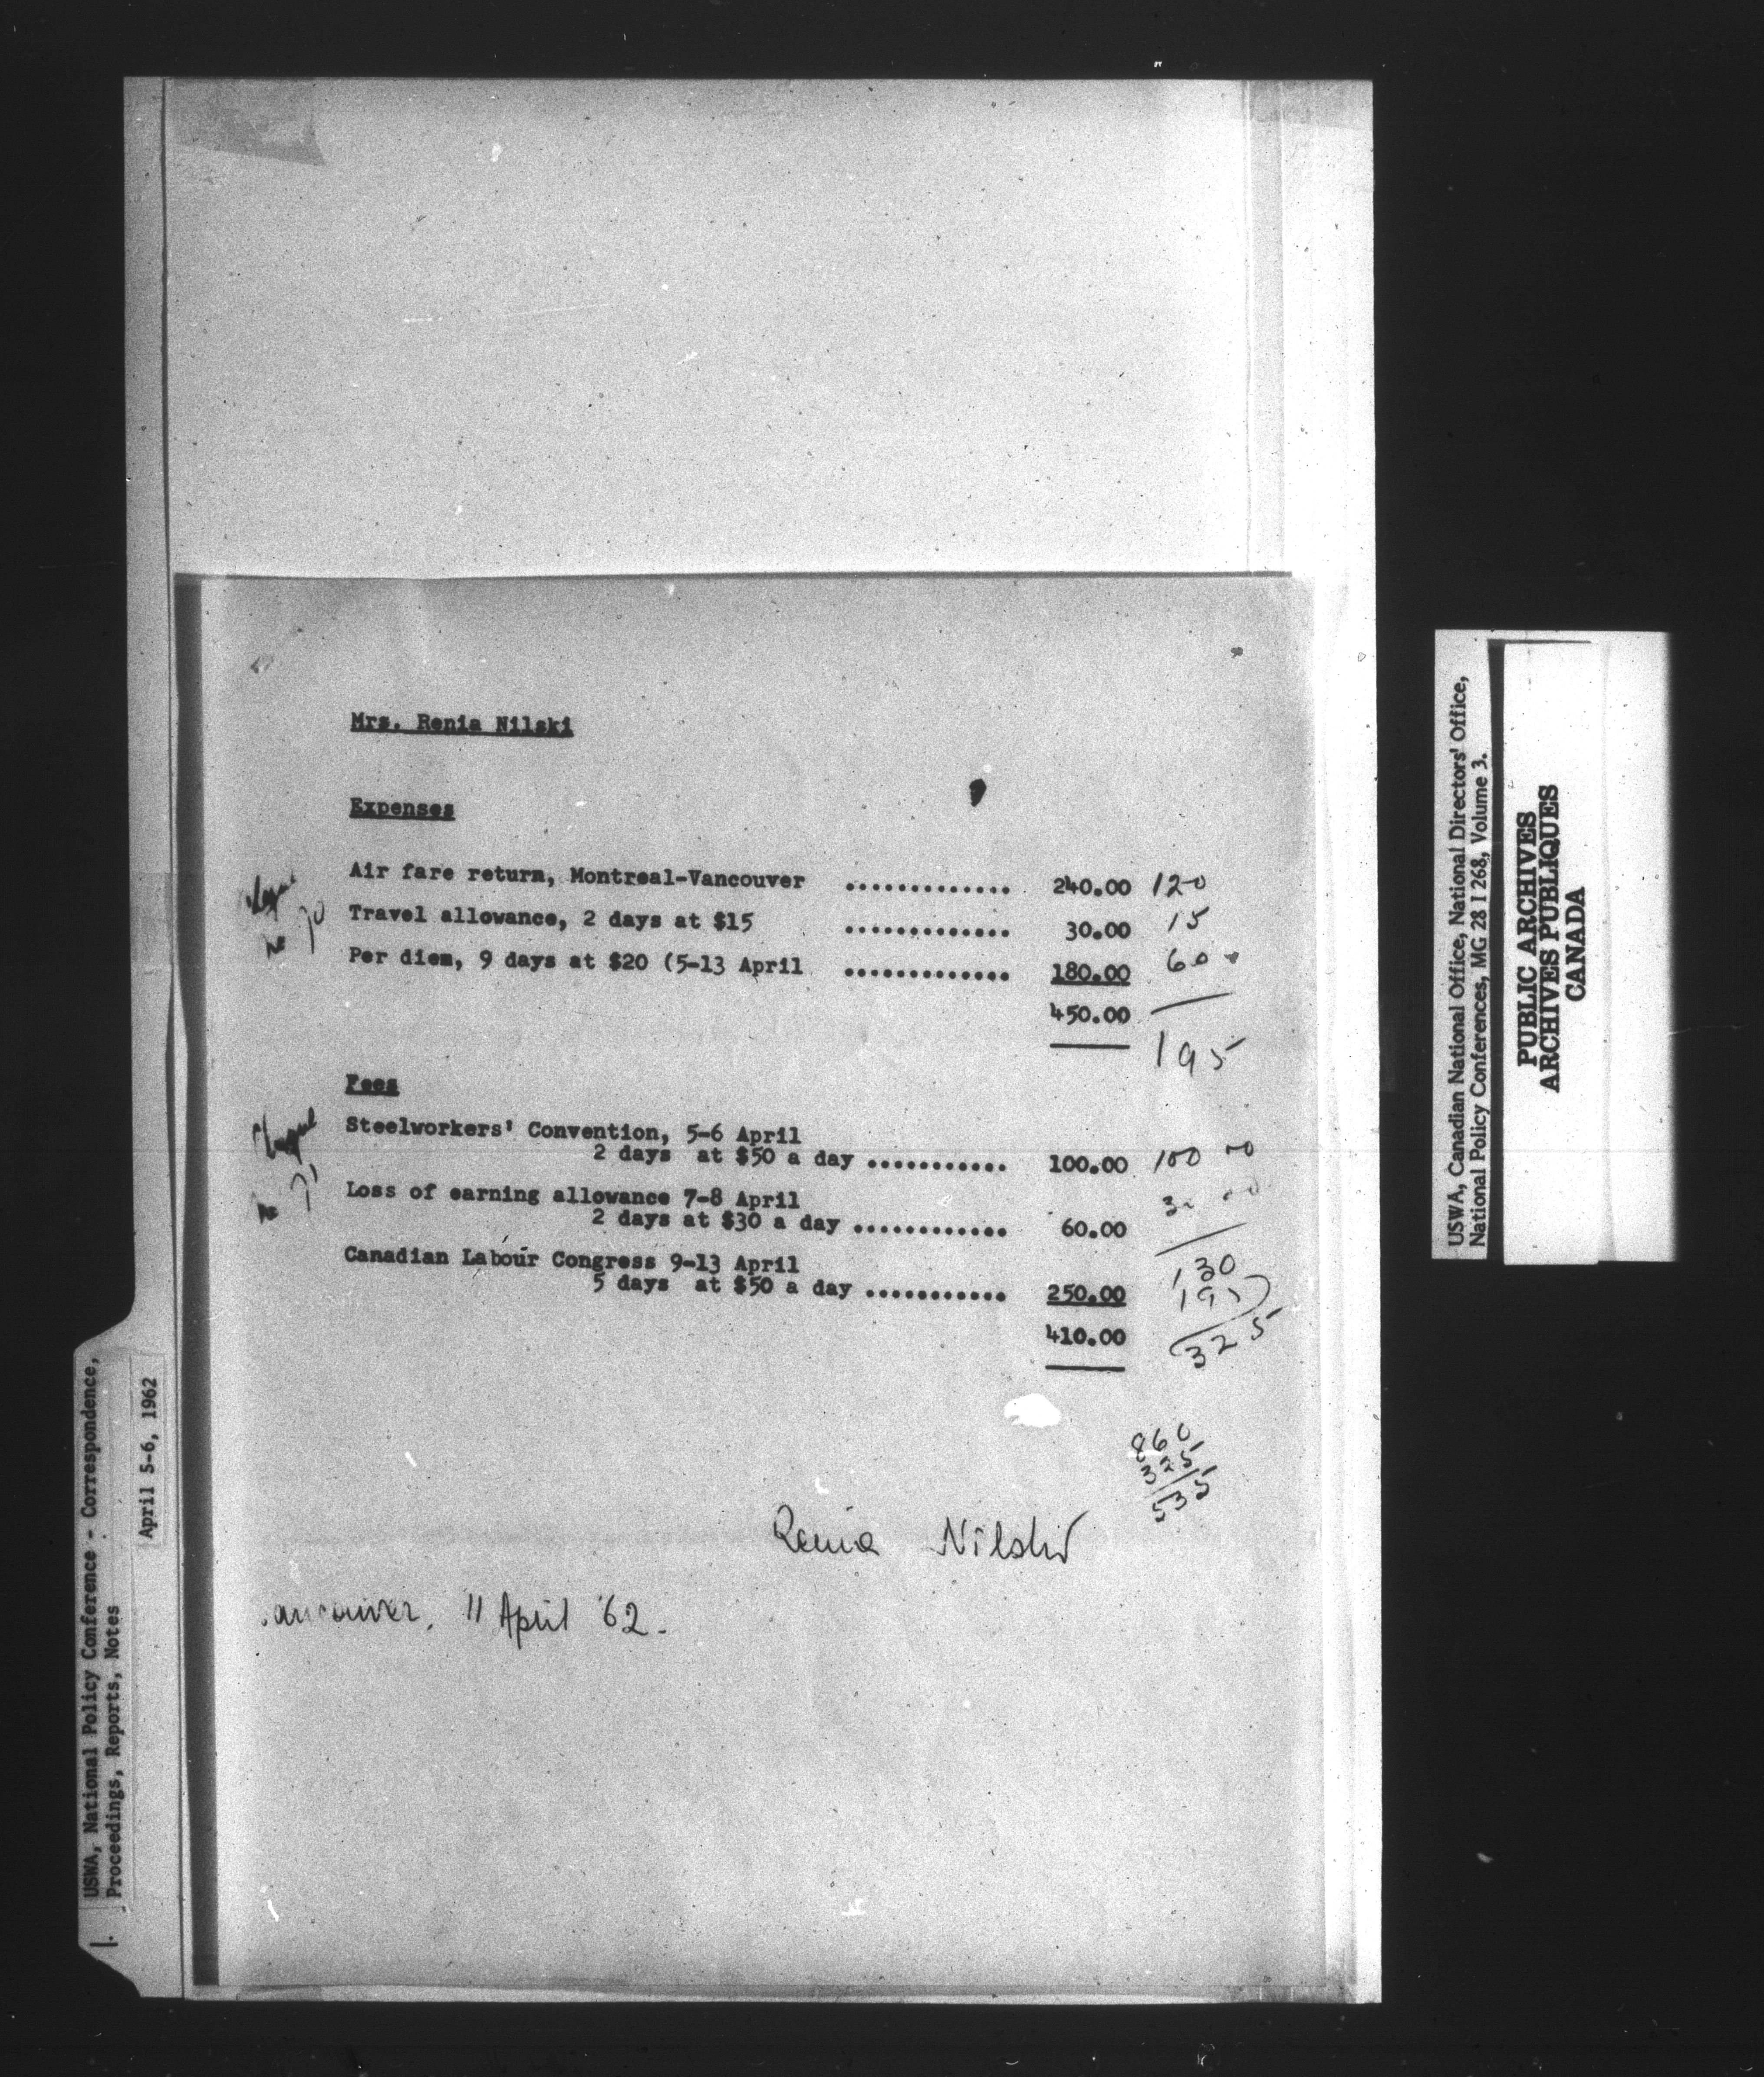 Mrs. Renia Nilski
Expenses
Air fare return, Montreal-Vancouver ............. 240.00 120
Travel allowance, 2 days at $15 ............. 30.00 15
Per diem, 9 days at $20 (5-13 April ............. 180.00 60
450.00
195
Fees
Steelworkers' Convention, 5-6 April
2 days at $50 a day ........... 100.00 100 00
Loss of earning allowance 7-8 April
2 days at $30 a day ............ 60.00
Canadian Labour Congress 9-13 April
5 days at $50 a day ........... 250.00
130
195
410.00
325
860
325
535
Renia Nilski
11 April '62.
USWA, National Policy Conference - Correspondence,
Proceedings, Reports, Notes
April 5-6, 1962
1.
USWA, Canadian National Office, National Directors' Office,
National Policy Conferences, MG 28 I 268, Volume 3.
PUBLIC ARCHIVES
ARCHIVES PUBLIQUES
CANADA